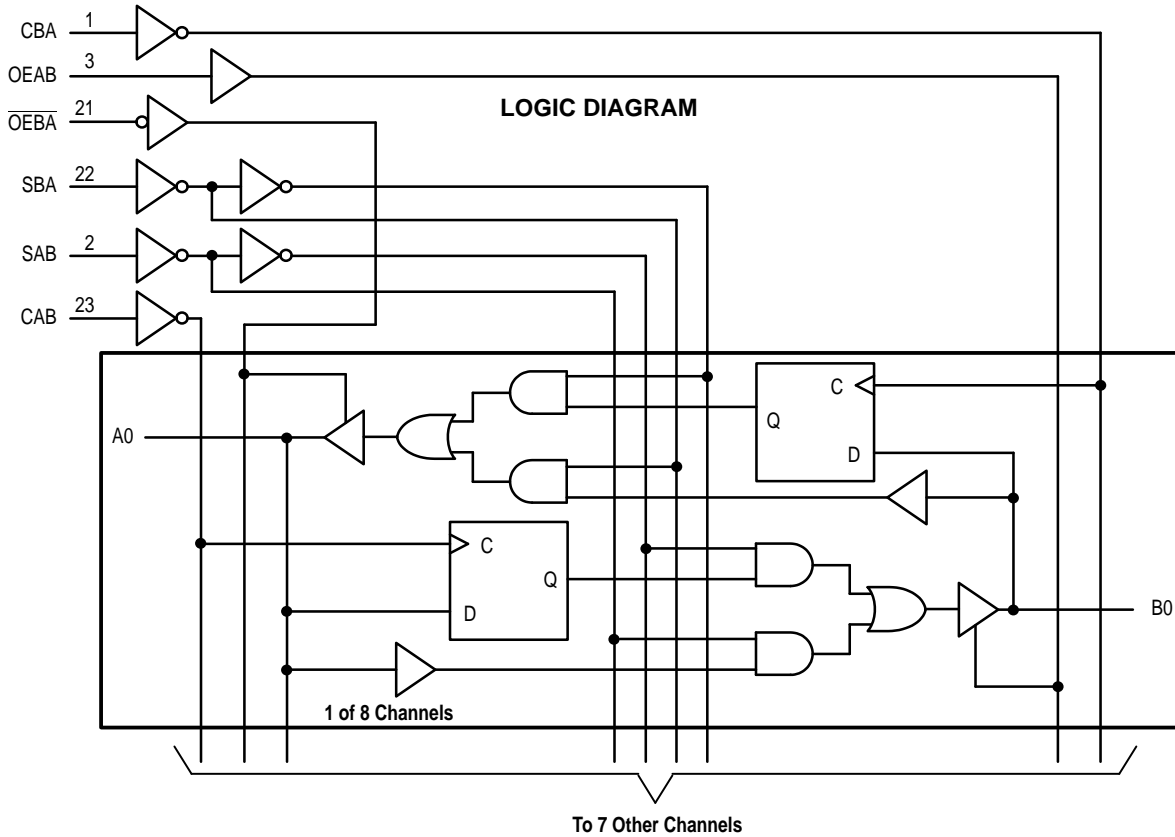 CBA 1
OEAB 3
LOGIC DIAGRAM
OEBA 21
SBA 22
SAB 2
CAB 23
C
Q
A0
D
C
Q
D
B0
1 of 8 Channels
To 7 Other Channels